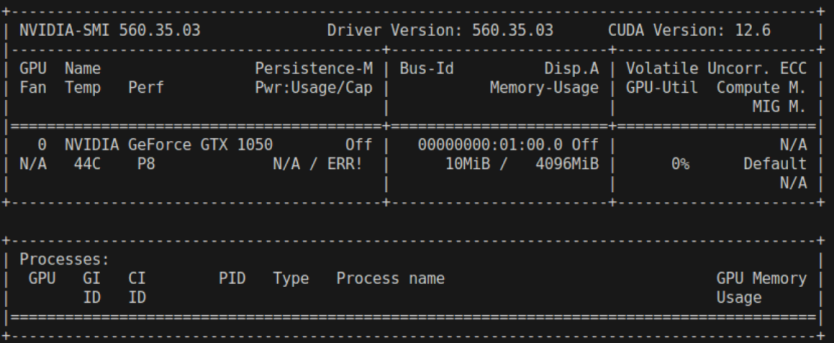 +-----------------------------------------------------------------------------------------+
| NVIDIA-SMI 560.35.03              Driver Version: 560.35.03      CUDA Version: 12.6     |
|-----------------------------------------+------------------------+----------------------+
| GPU  Name                 Persistence-M | Bus-Id          Disp.A | Volatile Uncorr. ECC |
| Fan  Temp   Perf          Pwr:Usage/Cap |           Memory-Usage | GPU-Util  Compute M. |
|                                         |                        |               MIG M. |
|=========================================+========================+======================|
|   0  NVIDIA GeForce GTX 1050        Off |   00000000:01:00.0 Off |                  N/A |
| N/A   44C    P8            N/A / ERR!   |      10MiB /   4096MiB |      0%      Default |
|                                         |                        |                  N/A |
+-----------------------------------------+------------------------+----------------------+

+-----------------------------------------------------------------------------------------+
| Processes:                                                                              |
|  GPU   GI   CI        PID   Type   Process name                              GPU Memory |
|        ID   ID                                                               Usage      |
|=========================================================================================|
+-----------------------------------------------------------------------------------------+